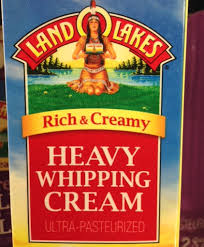 LAND O LAKES
Rich & Creamy
HEAVY
WHIPPING
CREAM
ULTRA-PASTEURIZED